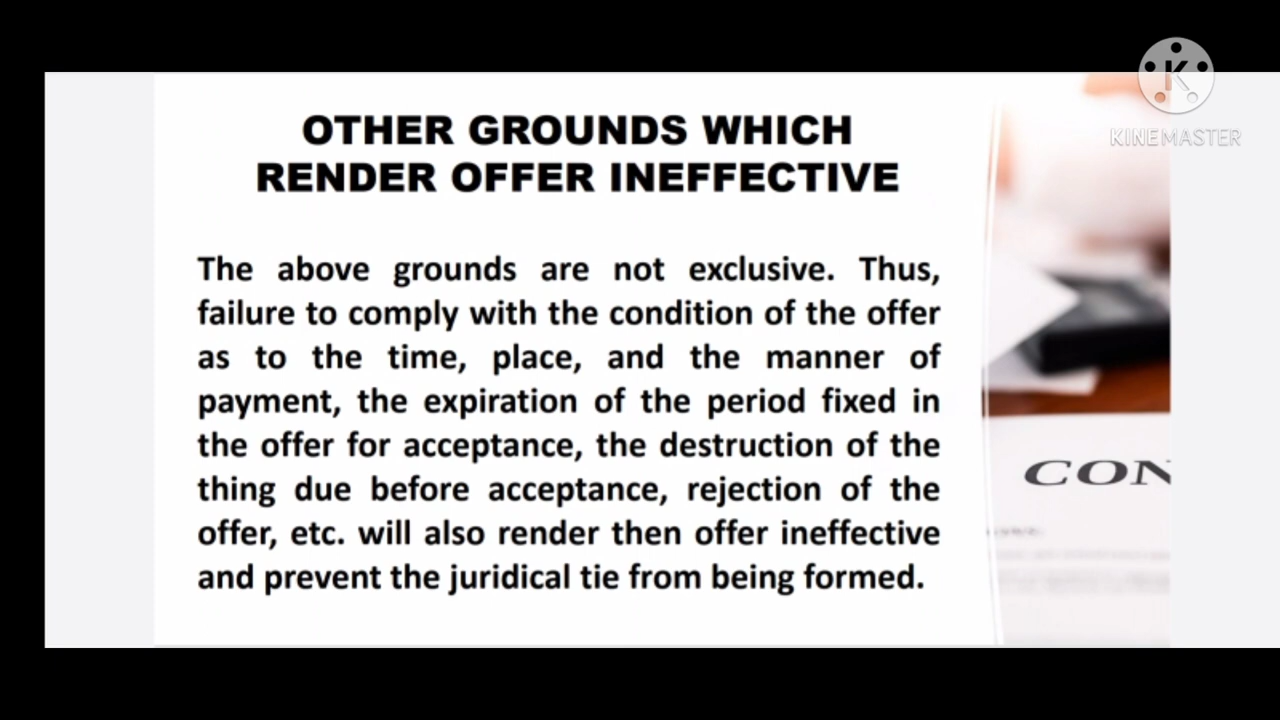 OTHER GROUNDS WHICH
RENDER OFFER INEFFECTIVE
The above grounds are not exclusive. Thus,
failure to comply with the condition of the offer
as to the time, place, and the manner of
payment, the expiration of the period fixed in
the offer for acceptance, the destruction of the
thing due before acceptance, rejection of the
offer, etc. will also render then offer ineffective
and prevent the juridical tie from being formed.
K
KINEMASTER
CON